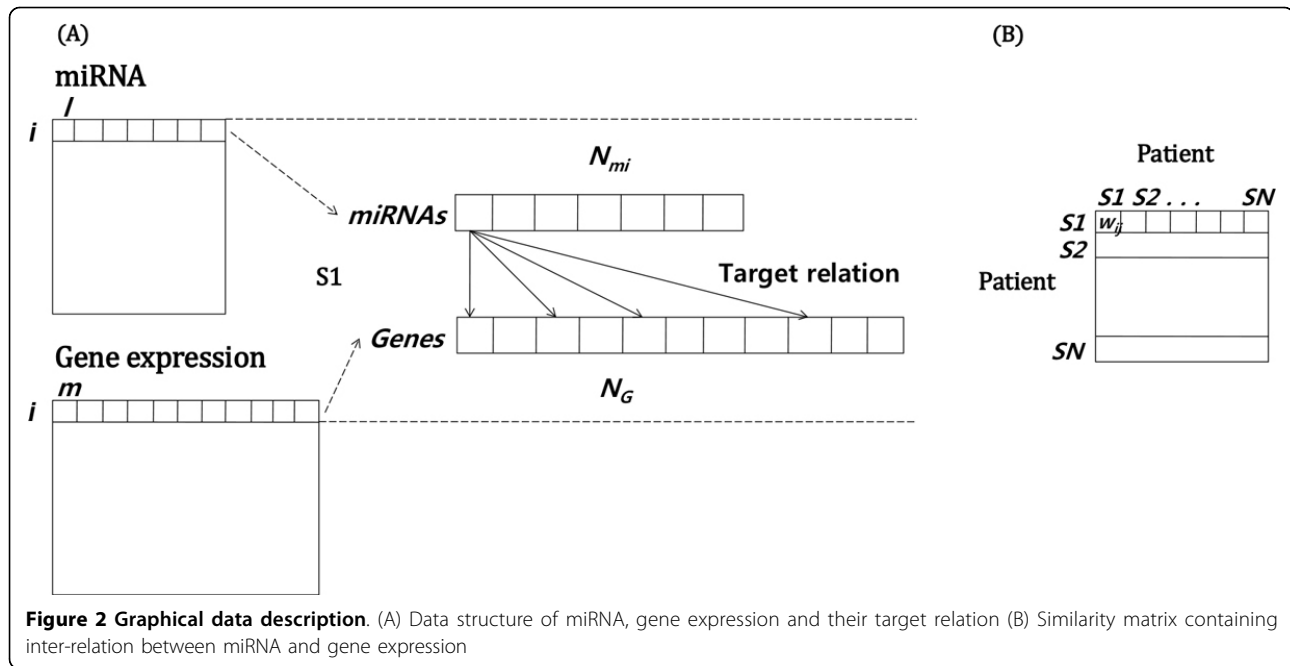 (A)
(B)
miRNA
l
i
N_mi
miRNAs
S1
Target relation
Genes
N_G
Gene expression
m
i
Patient
S1 S2 . . . SN
S1 w_ij
S2
Patient
SN
Figure 2 Graphical data description. (A) Data structure of miRNA, gene expression and their target relation (B) Similarity matrix containing
inter-relation between miRNA and gene expression